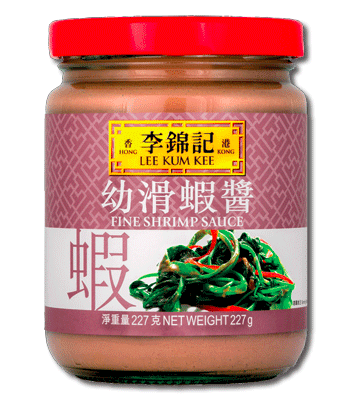 香 李錦記 港
HONG LEE KUM KEE KONG
幼滑蝦醬
FINE SHRIMP SAUCE
蝦
淨重量 227 克 NET WEIGHT 227g